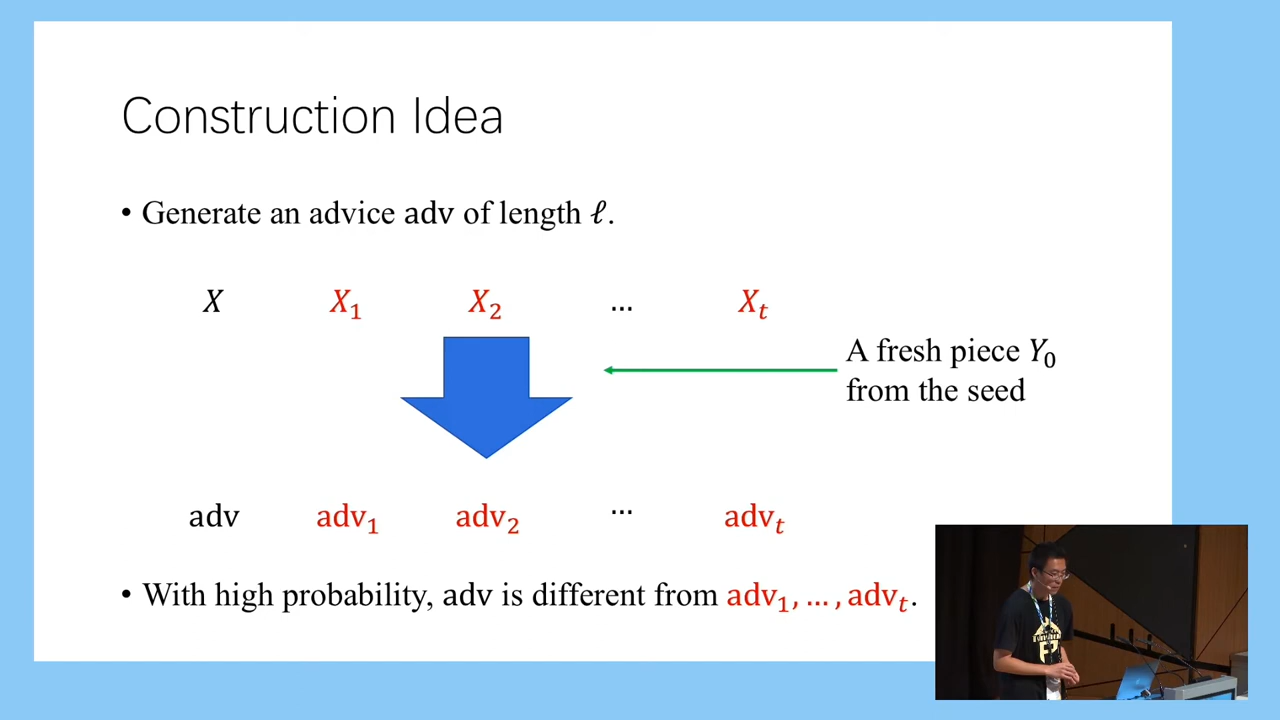 Construction Idea
• Generate an advice adv of length ℓ.
X X₁ X₂ ... Xₜ
A fresh piece Y₀
from the seed
adv adv₁ adv₂ ... advₜ
• With high probability, adv is different from adv₁, … , advₜ.